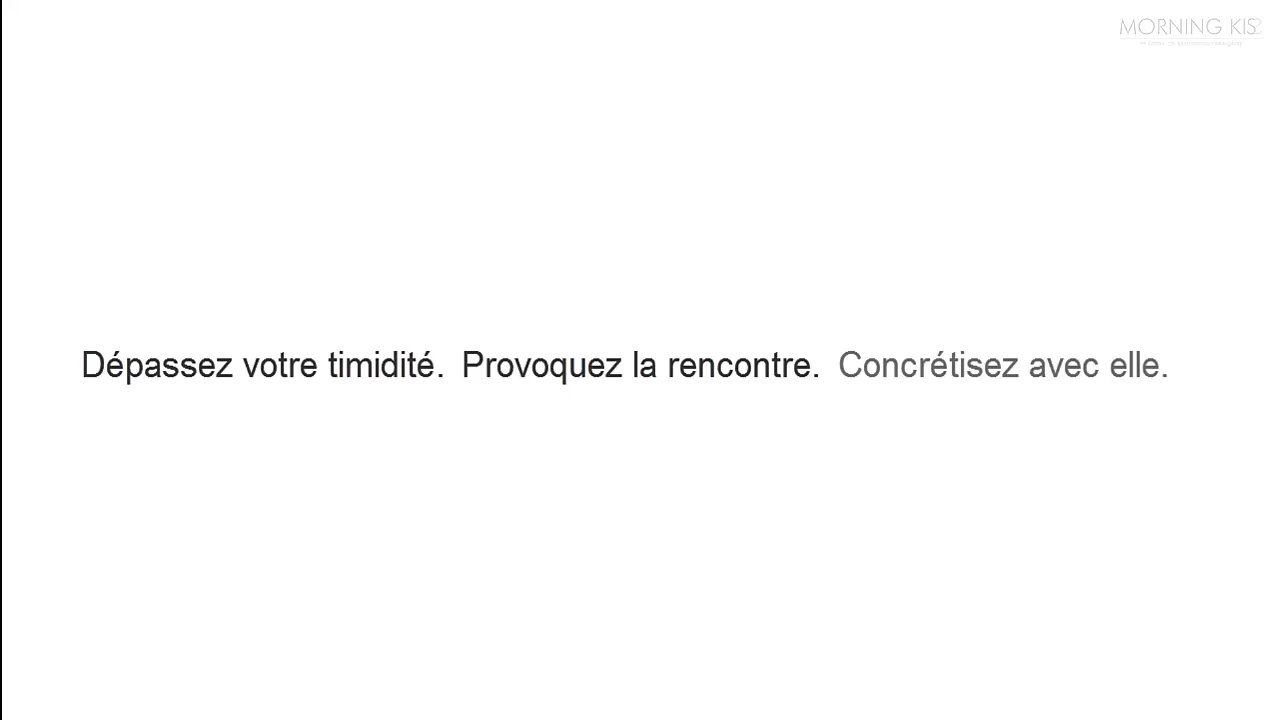 MORNING KISS
Dépassez votre timidité. Provoquez la rencontre. Concrétisez avec elle.